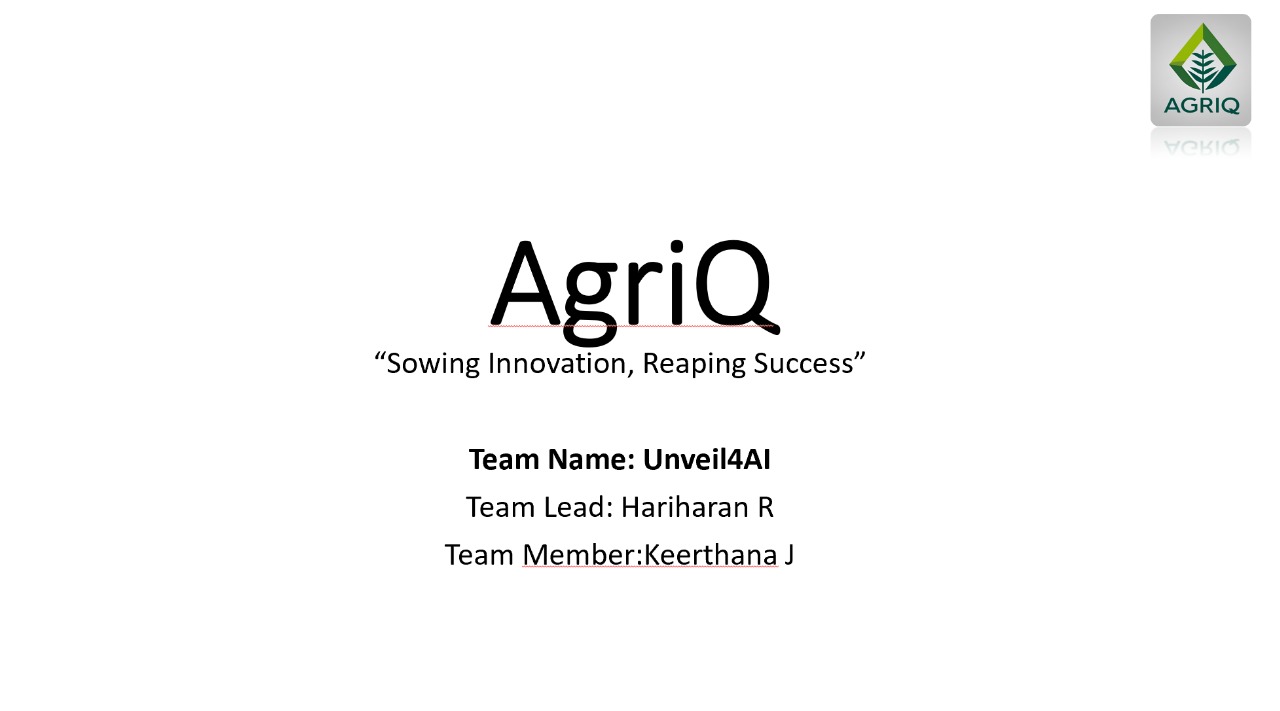 AGRIQ
AgriQ
“Sowing Innovation, Reaping Success”
Team Name: Unveil4AI
Team Lead: Hariharan R
Team Member:Keerthana J